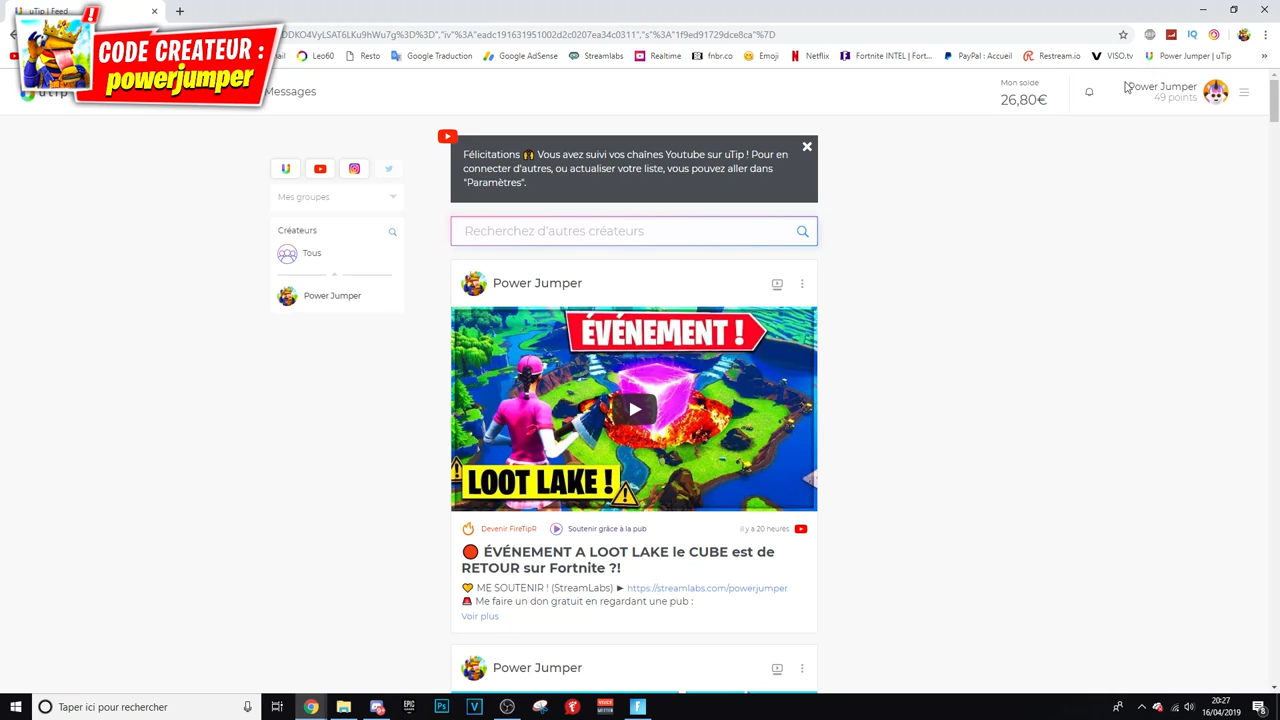 uTip | Feed
DDKO4VyLSAT6LKu9hWu7g%3D%3D","iv"%3A"eadc191631951002d2c0207ea34c0311","s"%3A"1f9ed91729dd13ca"%7D
CODE CREATEUR :
powerjumper
!
Leo60
Resto
Google Traduction
Google AdSense
Streamlabs
Realtime
fnbr.co
Emoji
Netflix
Fortnite INTEL | Fort...
PayPal : Accueil
Restream.io
VISO.tv
Power Jumper | uTip
Messages
Mon solde
26,80€
Power Jumper
49 points
Félicitations 🙌 Vous avez suivi vos chaînes Youtube sur uTip ! Pour en
connecter d'autres, ou actualiser votre liste, vous pouvez aller dans
"Paramètres".
Mes groupes
Créateurs
Tous
Power Jumper
Recherchez d'autres créateurs
Power Jumper
ÉVÉNEMENT !
LOOT LAKE !
Devenir FireTipR
Soutenir grâce à la pub
il y a 20 heures
🔴 ÉVÉNEMENT A LOOT LAKE le CUBE est de
RETOUR sur Fortnite ?!
💛 ME SOUTENIR ! (StreamLabs) ► https://streamlabs.com/powerjumper
🚨 Me faire un don gratuit en regardant une pub :
Voir plus
Power Jumper
Taper ici pour rechercher
20:27
16/04/2019